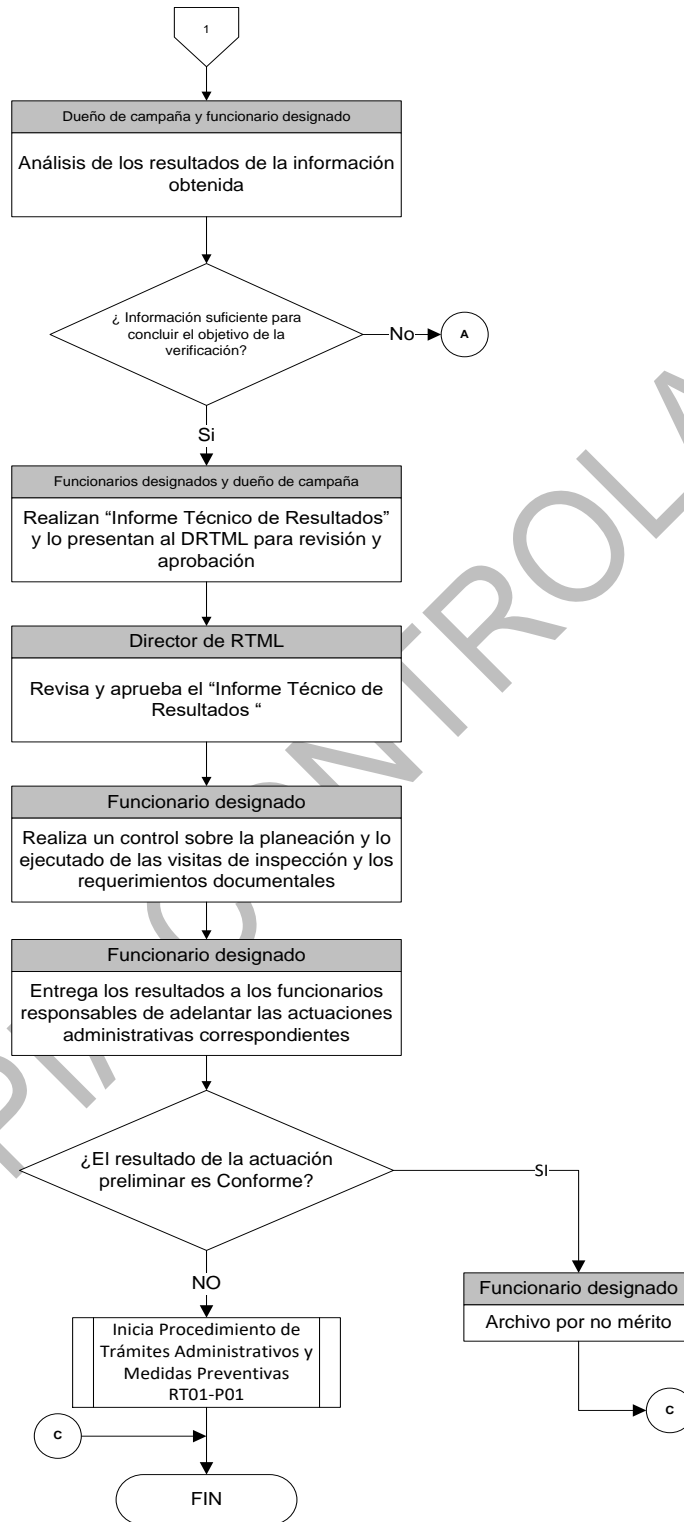 1
Dueño de campaña y funcionario designado
Análisis de los resultados de la información
obtenida
¿ Información suficiente para
concluir el objetivo de la
verificación?
No
A
Si
Funcionarios designados y dueño de campaña
Realizan “Informe Técnico de Resultados”
y lo presentan al DRTML para revisión y
aprobación
Director de RTML
Revisa y aprueba el “Informe Técnico de
Resultados “
Funcionario designado
Realiza un control sobre la planeación y lo
ejecutado de las visitas de inspección y los
requerimientos documentales
Funcionario designado
Entrega los resultados a los funcionarios
responsables de adelantar las actuaciones
administrativas correspondientes
¿El resultado de la actuación
preliminar es Conforme?
SI
NO
Funcionario designado
Archivo por no mérito
Inicia Procedimiento de
Trámites Administrativos y
Medidas Preventivas
RT01-P01
C
C
FIN
PIA CONTROLA